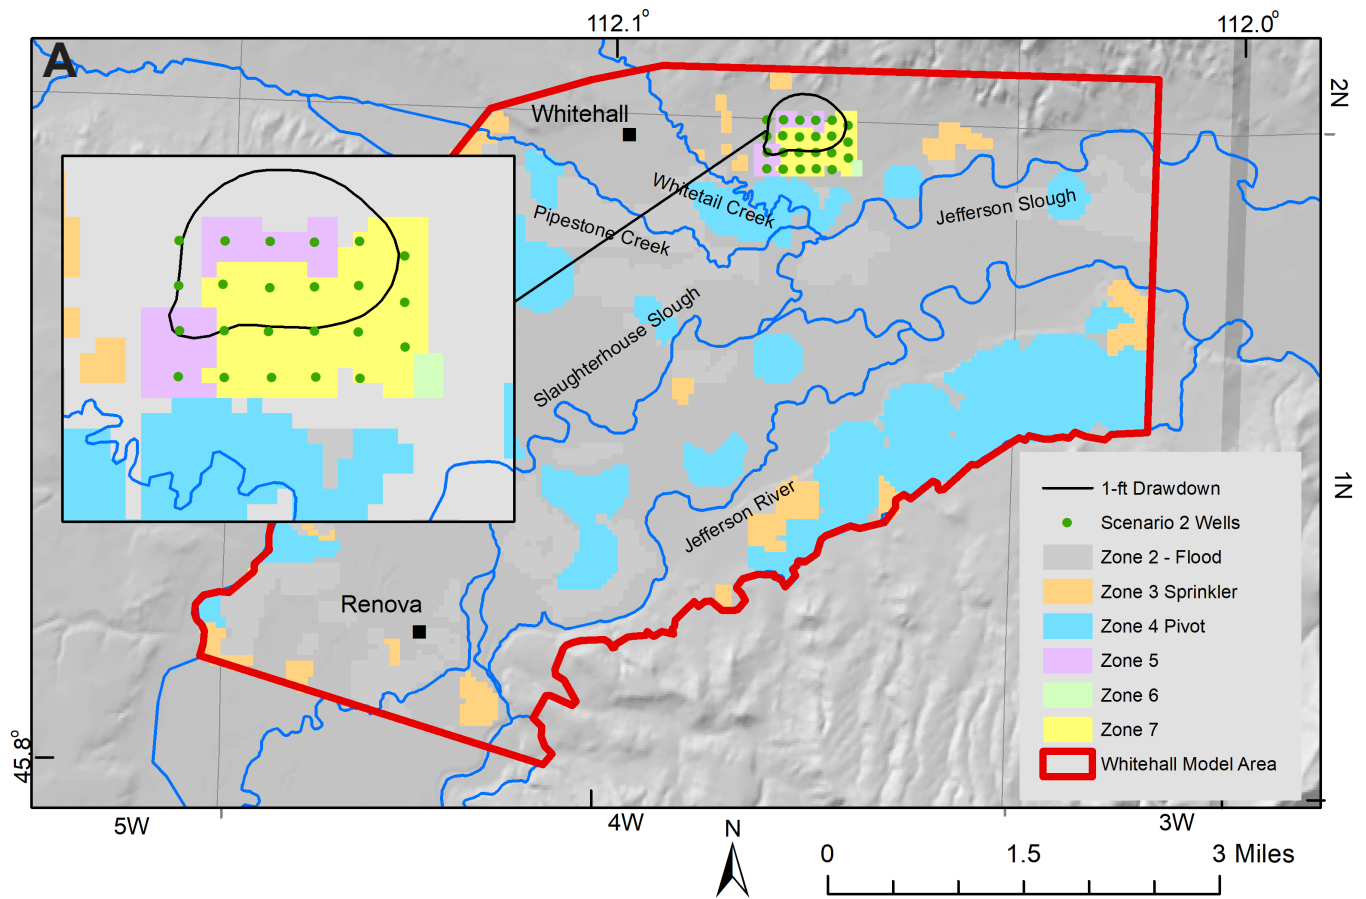 112.1°
112.0°
A
2N
Whitehall
Whitetail Creek
Pipestone Creek
Jefferson Slough
Slaughterhouse Slough
1N
Jefferson River
1-ft Drawdown
Scenario 2 Wells
Zone 2 - Flood
Zone 3 Sprinkler
Zone 4 Pivot
Zone 5
Zone 6
Zone 7
Whitehall Model Area
Renova
45.8°
5W
4W
3W
N
0
1.5
3 Miles